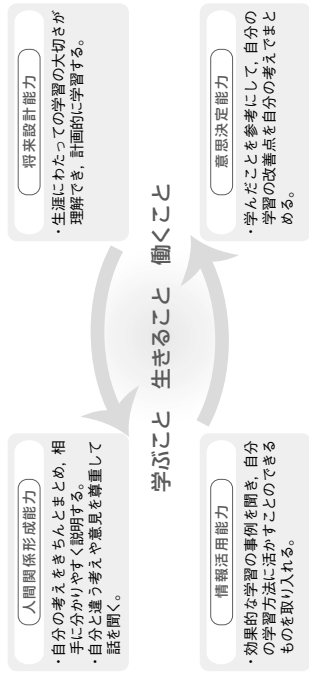 人間関係形成能力
・自分の考えをきちんとまとめ，相
手に分かりやすく説明する。
・自分と違う考えや意見を尊重して
話を聞く。
将来設計能力
・生涯にわたっての学習の大切さが
理解でき，計画的に学習する。
学ぶこと 生きること 働くこと
情報活用能力
・効果的な学習の事例を聞き，自分
の学習方法に活かすことのできる
ものを取り入れる。
意思決定能力
・学んだことを参考にして，自分の
学習の改善点を自分の考えでまと
める。